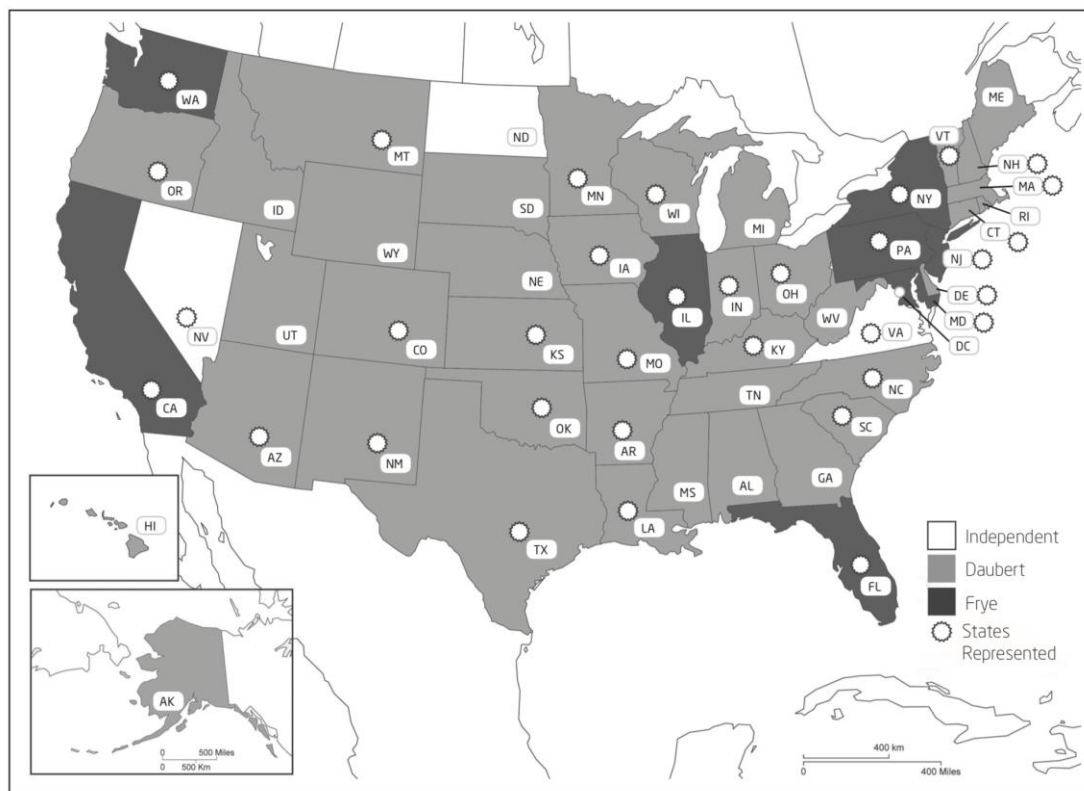 WA
ND
ME
VT
MT
NH
OR
MN
MA
NY
ID
SD
WI
RI
MI
CT
PA
WY
NJ
IA
NE
OH
DE
IN
IL
WV
MD
NV
UT
CO
VA
KS
KY
DC
MO
NC
TN
CA
OK
SC
AR
AZ
NM
GA
MS
AL
HI
LA
TX
FL
Independent
Daubert
Frye
States
Represented
AK
0 500 Miles
0 500 Km
400 km
0 400 Miles